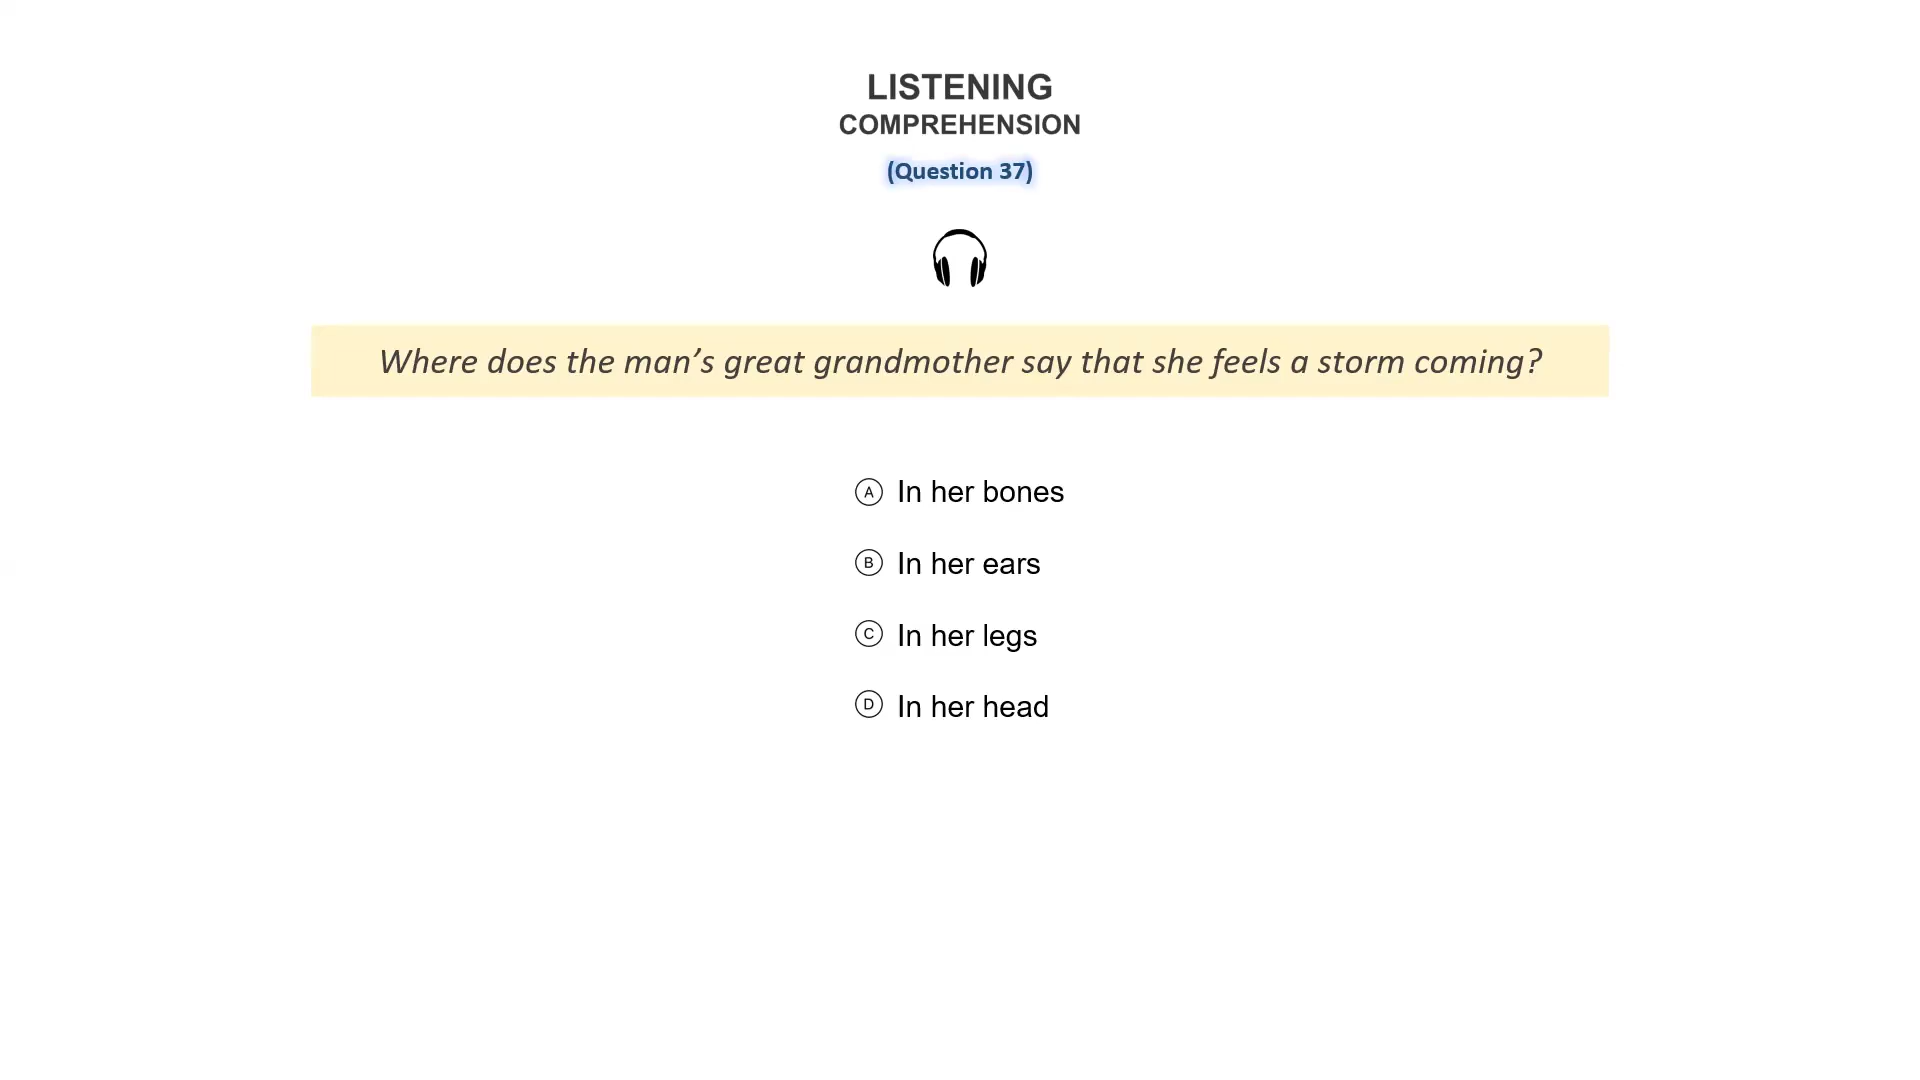 LISTENING
COMPREHENSION
(Question 37)
Where does the man’s great grandmother say that she feels a storm coming?
A In her bones
B In her ears
C In her legs
D In her head